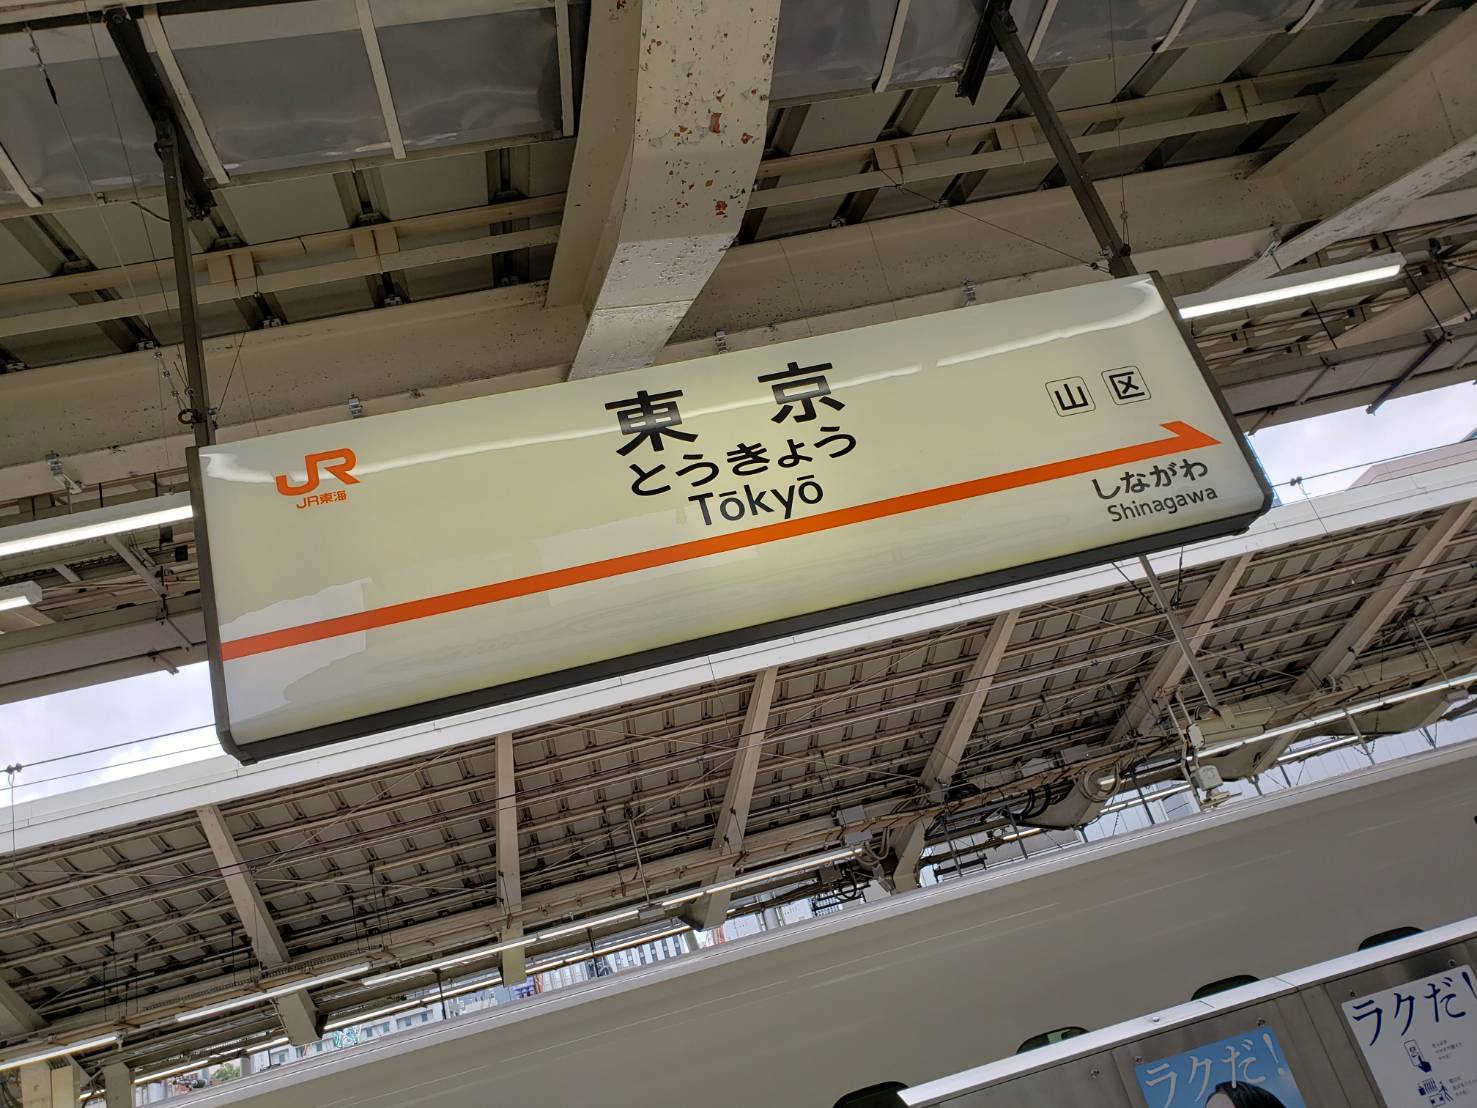 JR
JR東海
東京
とうきょう
Tōkyō
山 区
しながわ
Shinagawa
ラクだ!
ラクだ!